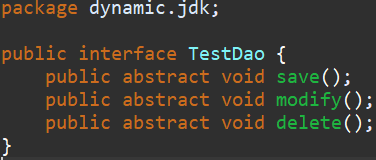 package dynamic.jdk;
public interface TestDao {
    public abstract void save();
    public abstract void modify();
    public abstract void delete();
}